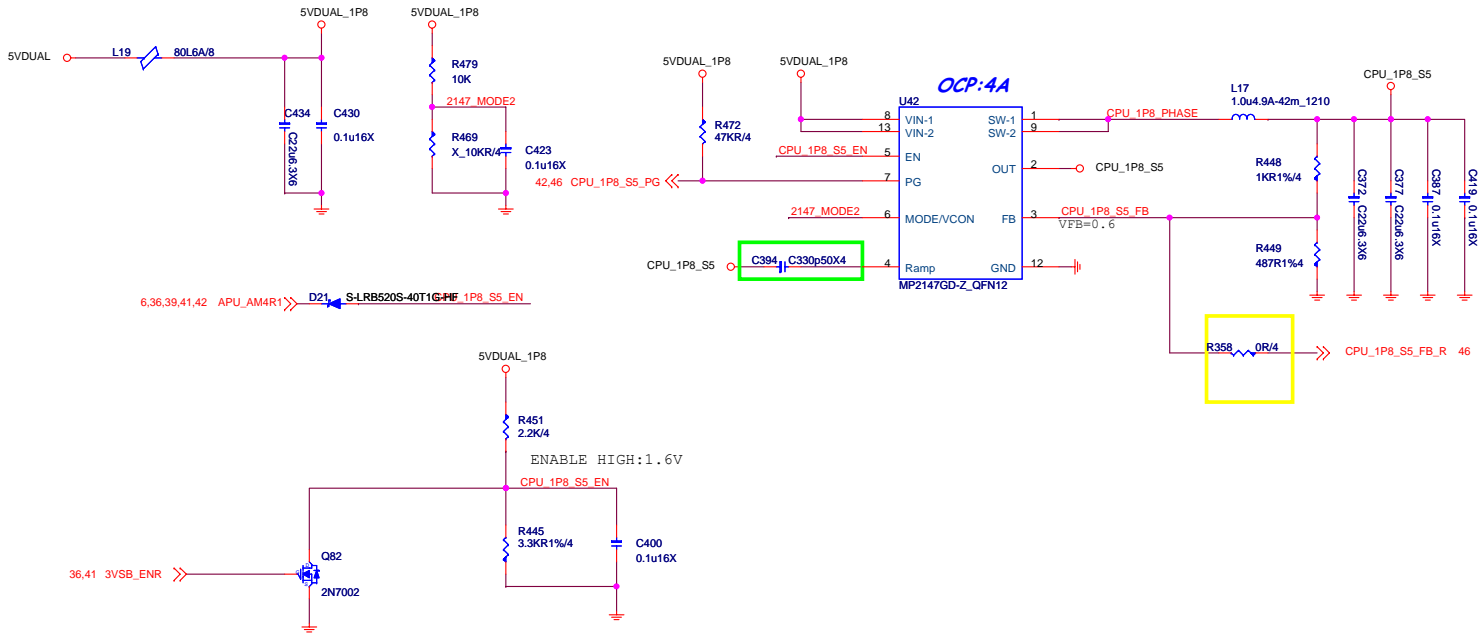 5VDUAL_1P8
5VDUAL_1P8
5VDUAL
L19
80L6A/8
C434
C22u6.3X6
C430
0.1u16X
R479
10K
2147_MODE2
R469
X_10KR/4
C423
0.1u16X
5VDUAL_1P8
5VDUAL_1P8
R472
47KR/4
CPU_1P8_S5_EN
42,46 CPU_1P8_S5_PG
2147_MODE2
CPU_1P8_S5
C394
C330p50X4
OCP:4A
U42
8 VIN-1
13 VIN-2
5 EN
7 PG
6 MODE/VCON
4 Ramp
SW-1 1
SW-2 9
OUT 2
FB 3
GND 12
MP2147GD-Z_QFN12
CPU_1P8_PHASE
L17
1.0u4.9A-42m_1210
CPU_1P8_S5
CPU_1P8_S5
CPU_1P8_S5_FB
VFB=0.6
R448
1KR1%/4
R449
487R1%4
C372
C22u6.3X6
C377
C22u6.3X6
C387
0.1u16X
C419
0.1u16X
R358
0R/4
CPU_1P8_S5_FB_R 46
6,36,39,41,42 APU_AM4R1
D21
S-LRB520S-40T1G-HF
CPU_1P8_S5_EN
5VDUAL_1P8
R451
2.2K/4
ENABLE HIGH:1.6V
CPU_1P8_S5_EN
R445
3.3KR1%/4
C400
0.1u16X
Q82
2N7002
36,41 3VSB_ENR